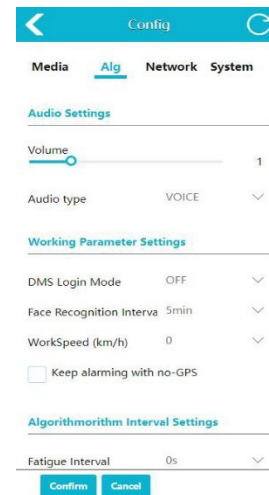 Config
Media Alg Network System
Audio Settings
Volume
1
Audio type VOICE
Working Parameter Settings
DMS Login Mode OFF
Face Recognition Interva 5min
WorkSpeed (km/h) 0
Keep alarming with no-GPS
Algorithmorithm Interval Settings
Fatigue Interval 0s
Confirm Cancel